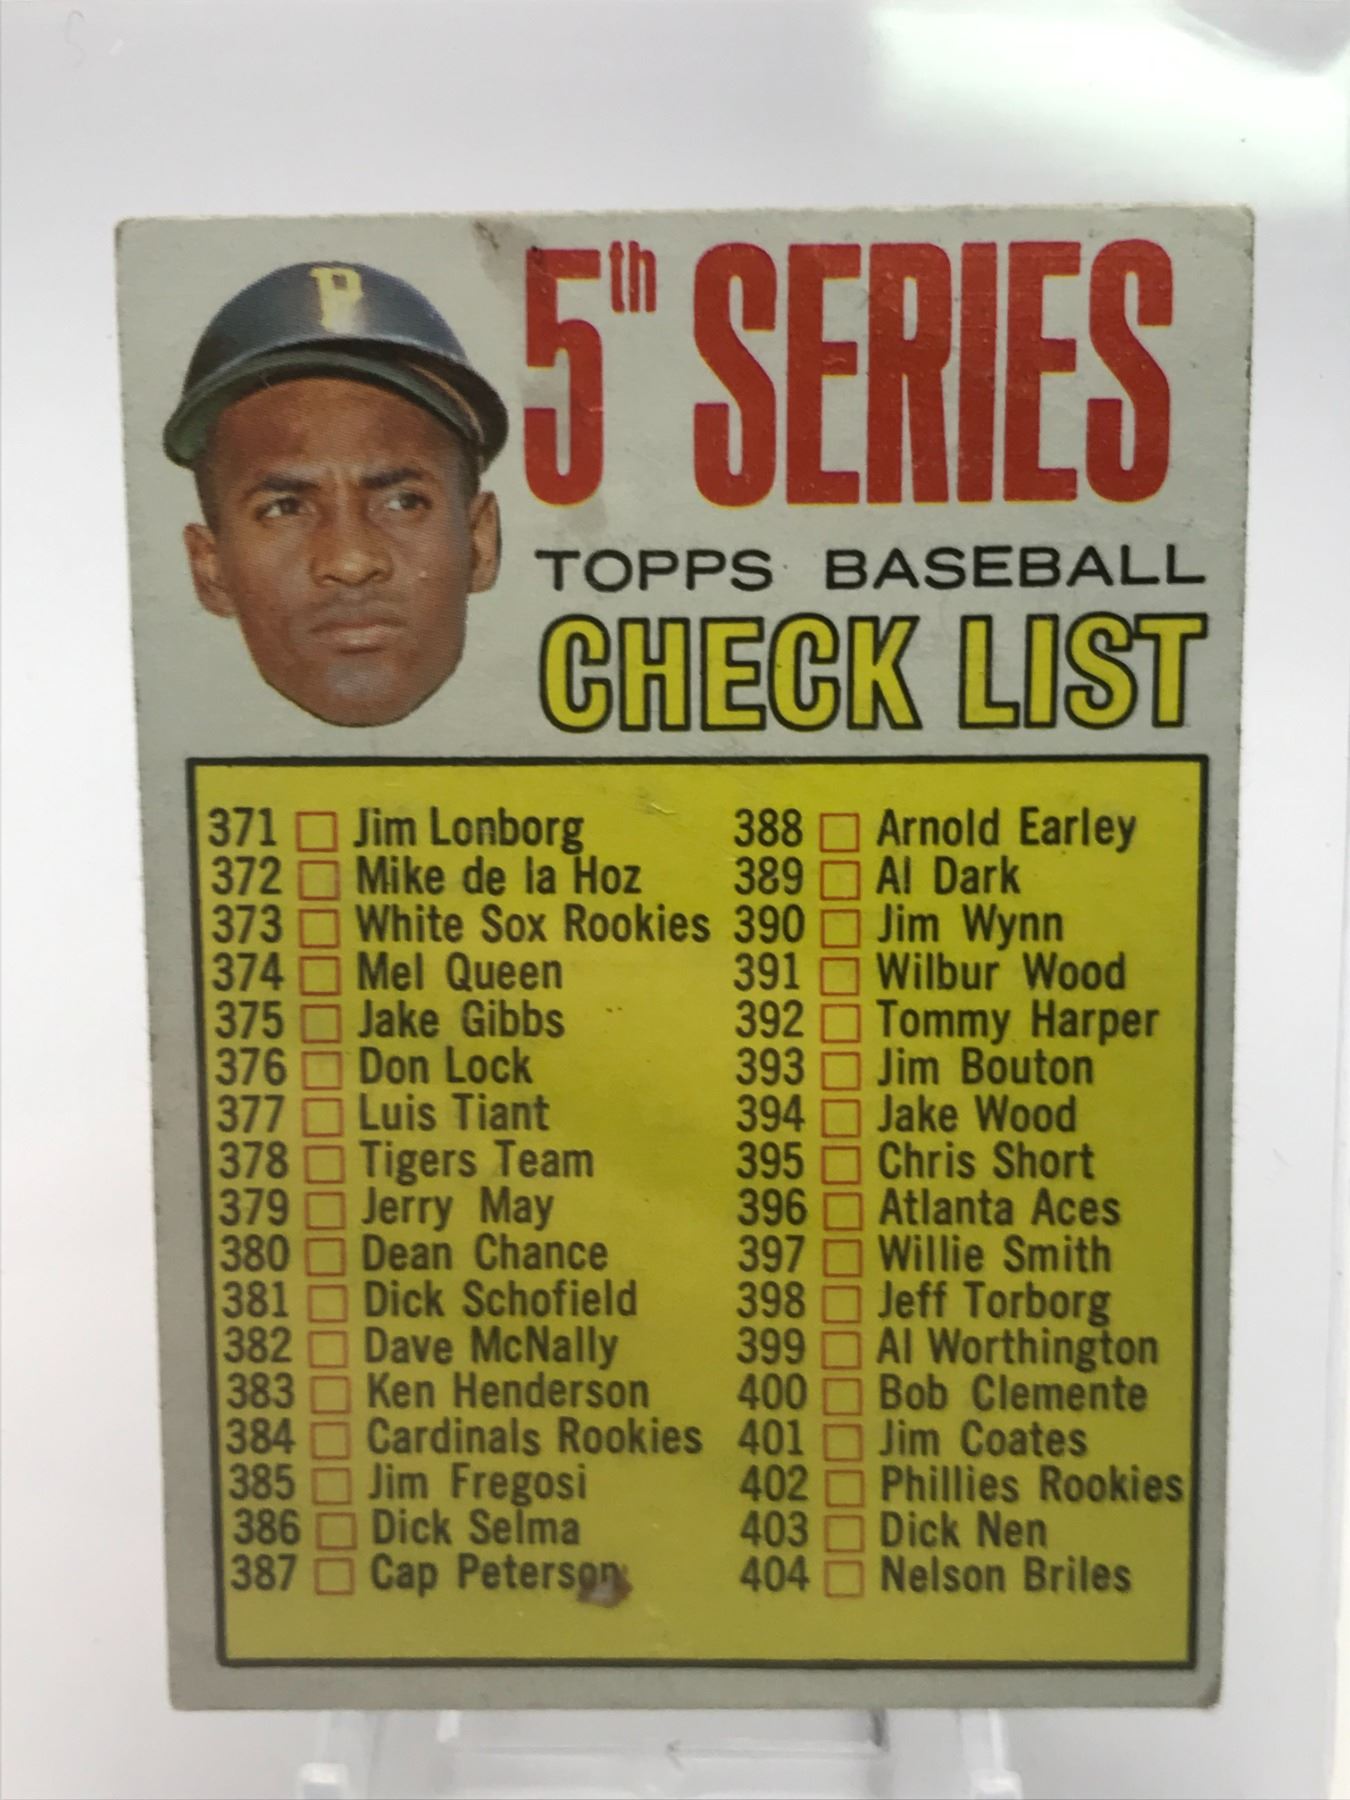 P
5th SERIES
TOPPS BASEBALL
CHECK LIST
371 Jim Lonborg
372 Mike de la Hoz
373 White Sox Rookies
374 Mel Queen
375 Jake Gibbs
376 Don Lock
377 Luis Tiant
378 Tigers Team
379 Jerry May
380 Dean Chance
381 Dick Schofield
382 Dave McNally
383 Ken Henderson
384 Cardinals Rookies
385 Jim Fregosi
386 Dick Selma
387 Cap Peterson
388 Arnold Earley
389 Al Dark
390 Jim Wynn
391 Wilbur Wood
392 Tommy Harper
393 Jim Bouton
394 Jake Wood
395 Chris Short
396 Atlanta Aces
397 Willie Smith
398 Jeff Torborg
399 Al Worthington
400 Bob Clemente
401 Jim Coates
402 Phillies Rookies
403 Dick Nen
404 Nelson Briles